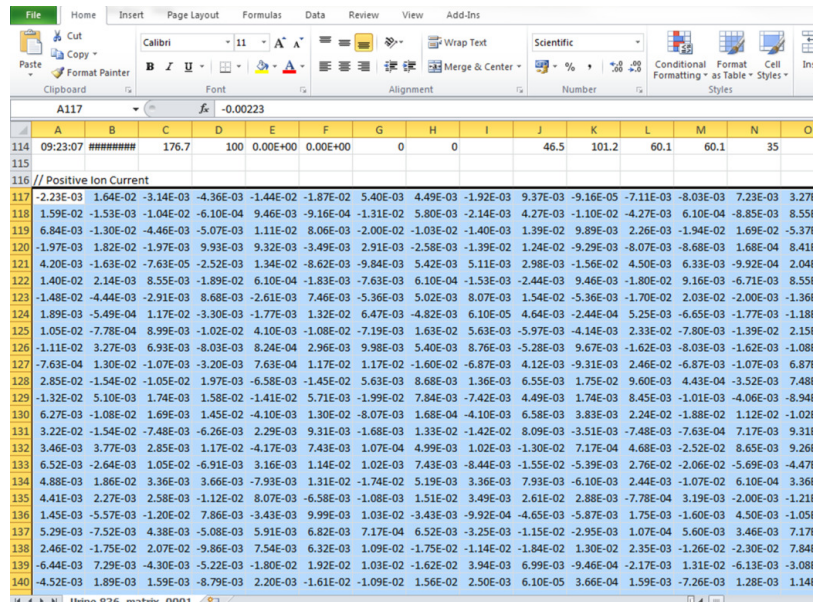 File Home Insert Page Layout Formulas Data Review View Add-Ins
Paste Cut Copy Format Painter Calibri 11 A A B I U A Wrap Text Merge & Center Scientific % , Conditional Formatting Format as Table Cell Styles
Clipboard Font Alignment Number Styles
A117 fx -0.00223
A B C D E F G H I J K L M N O
114 09:23:07 ######## 176.7 100 0.00E+00 0.00E+00 0 0 46.5 101.2 60.1 60.1 35
115
116 // Positive Ion Current
117 -2.23E-03 1.64E-02 -3.14E-03 -4.36E-03 -1.44E-02 -1.87E-02 5.40E-03 4.49E-03 -1.92E-03 9.37E-03 -9.16E-05 -7.11E-03 -8.03E-03 7.23E-03 3.27
118 1.59E-02 -1.53E-03 -1.04E-02 -6.10E-04 9.46E-03 -9.16E-04 -1.31E-02 5.80E-03 -2.14E-03 4.27E-03 -1.10E-02 -4.27E-03 6.10E-04 -8.85E-03 8.55
119 6.84E-03 -1.30E-02 -4.46E-03 -5.07E-03 1.11E-02 8.06E-03 -2.00E-02 -1.03E-02 -1.40E-03 1.39E-02 9.89E-03 2.26E-03 -1.94E-02 1.69E-02 -5.37
120 -1.97E-03 1.82E-02 -1.97E-03 9.93E-03 9.32E-03 -3.49E-03 2.91E-03 -2.58E-03 -1.39E-02 1.24E-02 -9.29E-03 -8.07E-03 -8.68E-03 1.68E-04 8.41
121 4.20E-03 -1.63E-02 -7.63E-05 -2.52E-03 1.34E-02 -8.62E-03 -9.84E-03 5.42E-03 5.11E-03 2.98E-03 -1.56E-02 4.50E-03 6.33E-03 -9.92E-04 2.04
122 1.40E-02 2.14E-03 8.55E-03 -1.89E-02 6.10E-04 -1.83E-03 -7.63E-03 6.10E-04 -1.53E-03 -2.44E-03 9.46E-03 -1.80E-02 9.16E-03 -6.71E-03 8.55
123 -1.48E-02 -4.44E-03 -2.91E-03 8.68E-03 -2.61E-03 7.46E-03 -5.36E-03 5.02E-03 8.07E-03 1.54E-02 -5.36E-03 -1.70E-02 2.03E-02 -2.00E-03 -1.36
124 1.89E-03 -5.49E-04 1.17E-02 -3.30E-03 -1.77E-03 1.32E-02 6.47E-03 -4.82E-03 6.10E-05 4.64E-03 -2.44E-04 5.25E-03 -6.65E-03 -1.77E-03 -1.18
125 1.05E-02 -7.78E-04 8.99E-03 -1.02E-02 4.10E-03 -1.08E-02 -7.19E-03 1.63E-02 5.63E-03 -5.97E-03 -4.14E-03 2.33E-02 -7.80E-03 -1.39E-02 2.15
126 -1.11E-02 3.27E-03 6.93E-03 -8.03E-03 8.24E-04 2.96E-03 9.98E-03 5.40E-03 8.76E-03 -5.28E-03 9.67E-03 -1.62E-03 -8.03E-03 -1.62E-03 -1.08
127 -7.63E-04 1.30E-02 -1.07E-03 -3.20E-03 7.63E-04 1.17E-02 1.17E-02 -1.60E-02 -6.87E-03 4.12E-03 -9.31E-03 2.46E-02 -6.87E-03 -1.07E-03 6.87
128 2.85E-02 -1.54E-02 -1.05E-02 1.97E-03 -6.58E-03 -1.45E-02 5.63E-03 8.68E-03 1.36E-03 6.55E-03 1.75E-02 9.60E-03 4.43E-04 -3.52E-03 7.48
129 -1.32E-02 5.10E-03 1.74E-03 1.58E-02 -1.41E-02 5.71E-03 -1.99E-02 7.84E-03 -7.42E-03 4.49E-03 1.74E-03 8.45E-03 -1.01E-03 -4.06E-03 -8.94
130 6.27E-03 -1.08E-02 1.69E-03 1.45E-02 -4.10E-03 1.30E-02 -8.07E-03 1.68E-04 -4.10E-03 6.58E-03 3.83E-03 2.24E-02 -1.88E-02 1.12E-02 -1.02
131 3.22E-02 -1.54E-02 -7.48E-03 -6.26E-03 2.29E-03 9.31E-03 -1.68E-03 1.33E-02 -1.42E-02 8.09E-03 -3.51E-03 -7.48E-03 -7.63E-04 7.17E-03 9.31
132 3.46E-03 3.77E-03 2.85E-03 1.17E-02 -4.17E-03 7.43E-03 1.07E-04 4.99E-03 1.02E-03 -1.30E-02 7.17E-04 4.68E-03 -2.52E-02 8.65E-03 9.26
133 6.52E-03 -2.64E-03 1.05E-02 -6.91E-03 3.16E-03 1.14E-02 1.02E-03 7.43E-03 -8.44E-03 -1.55E-02 -5.39E-03 2.76E-02 -2.06E-02 -5.69E-03 -4.47
134 4.88E-03 1.86E-02 3.36E-03 3.66E-03 -7.93E-03 1.31E-02 -1.74E-02 5.19E-03 3.36E-03 7.93E-03 -6.10E-03 2.44E-03 -1.07E-02 6.10E-04 3.36
135 4.41E-03 2.27E-03 2.58E-03 -1.12E-02 8.07E-03 -6.58E-03 -1.08E-03 1.51E-02 3.49E-03 2.61E-02 2.88E-03 -7.78E-04 3.19E-03 -2.00E-03 -1.21
136 1.45E-03 -5.57E-03 -1.20E-02 7.86E-03 -3.43E-03 9.99E-03 1.02E-03 -3.43E-03 -9.92E-04 -4.65E-03 -5.87E-03 1.75E-03 -1.60E-03 4.50E-03 -1.05
137 5.29E-03 -7.52E-03 4.38E-03 -5.08E-03 5.91E-03 6.82E-03 7.17E-04 6.52E-03 -3.25E-03 -1.15E-02 -2.95E-03 1.07E-04 5.60E-03 3.46E-03 7.17
138 2.46E-02 -1.75E-02 2.07E-02 -9.86E-03 7.54E-03 6.32E-03 1.09E-02 -1.75E-02 -1.14E-02 -1.84E-02 1.30E-02 2.35E-03 -1.26E-02 -2.30E-02 7.84
139 -6.44E-03 7.29E-03 -4.30E-03 -5.22E-03 -1.80E-02 1.92E-02 1.03E-02 -1.62E-02 3.94E-03 6.99E-03 -9.46E-04 -2.17E-03 1.31E-02 -6.13E-03 -3.08
140 -4.52E-03 1.89E-03 1.59E-03 -8.79E-03 2.20E-03 -1.61E-02 -1.09E-02 1.56E-02 2.50E-03 6.10E-05 3.66E-04 1.59E-03 -7.26E-03 1.28E-03 1.14